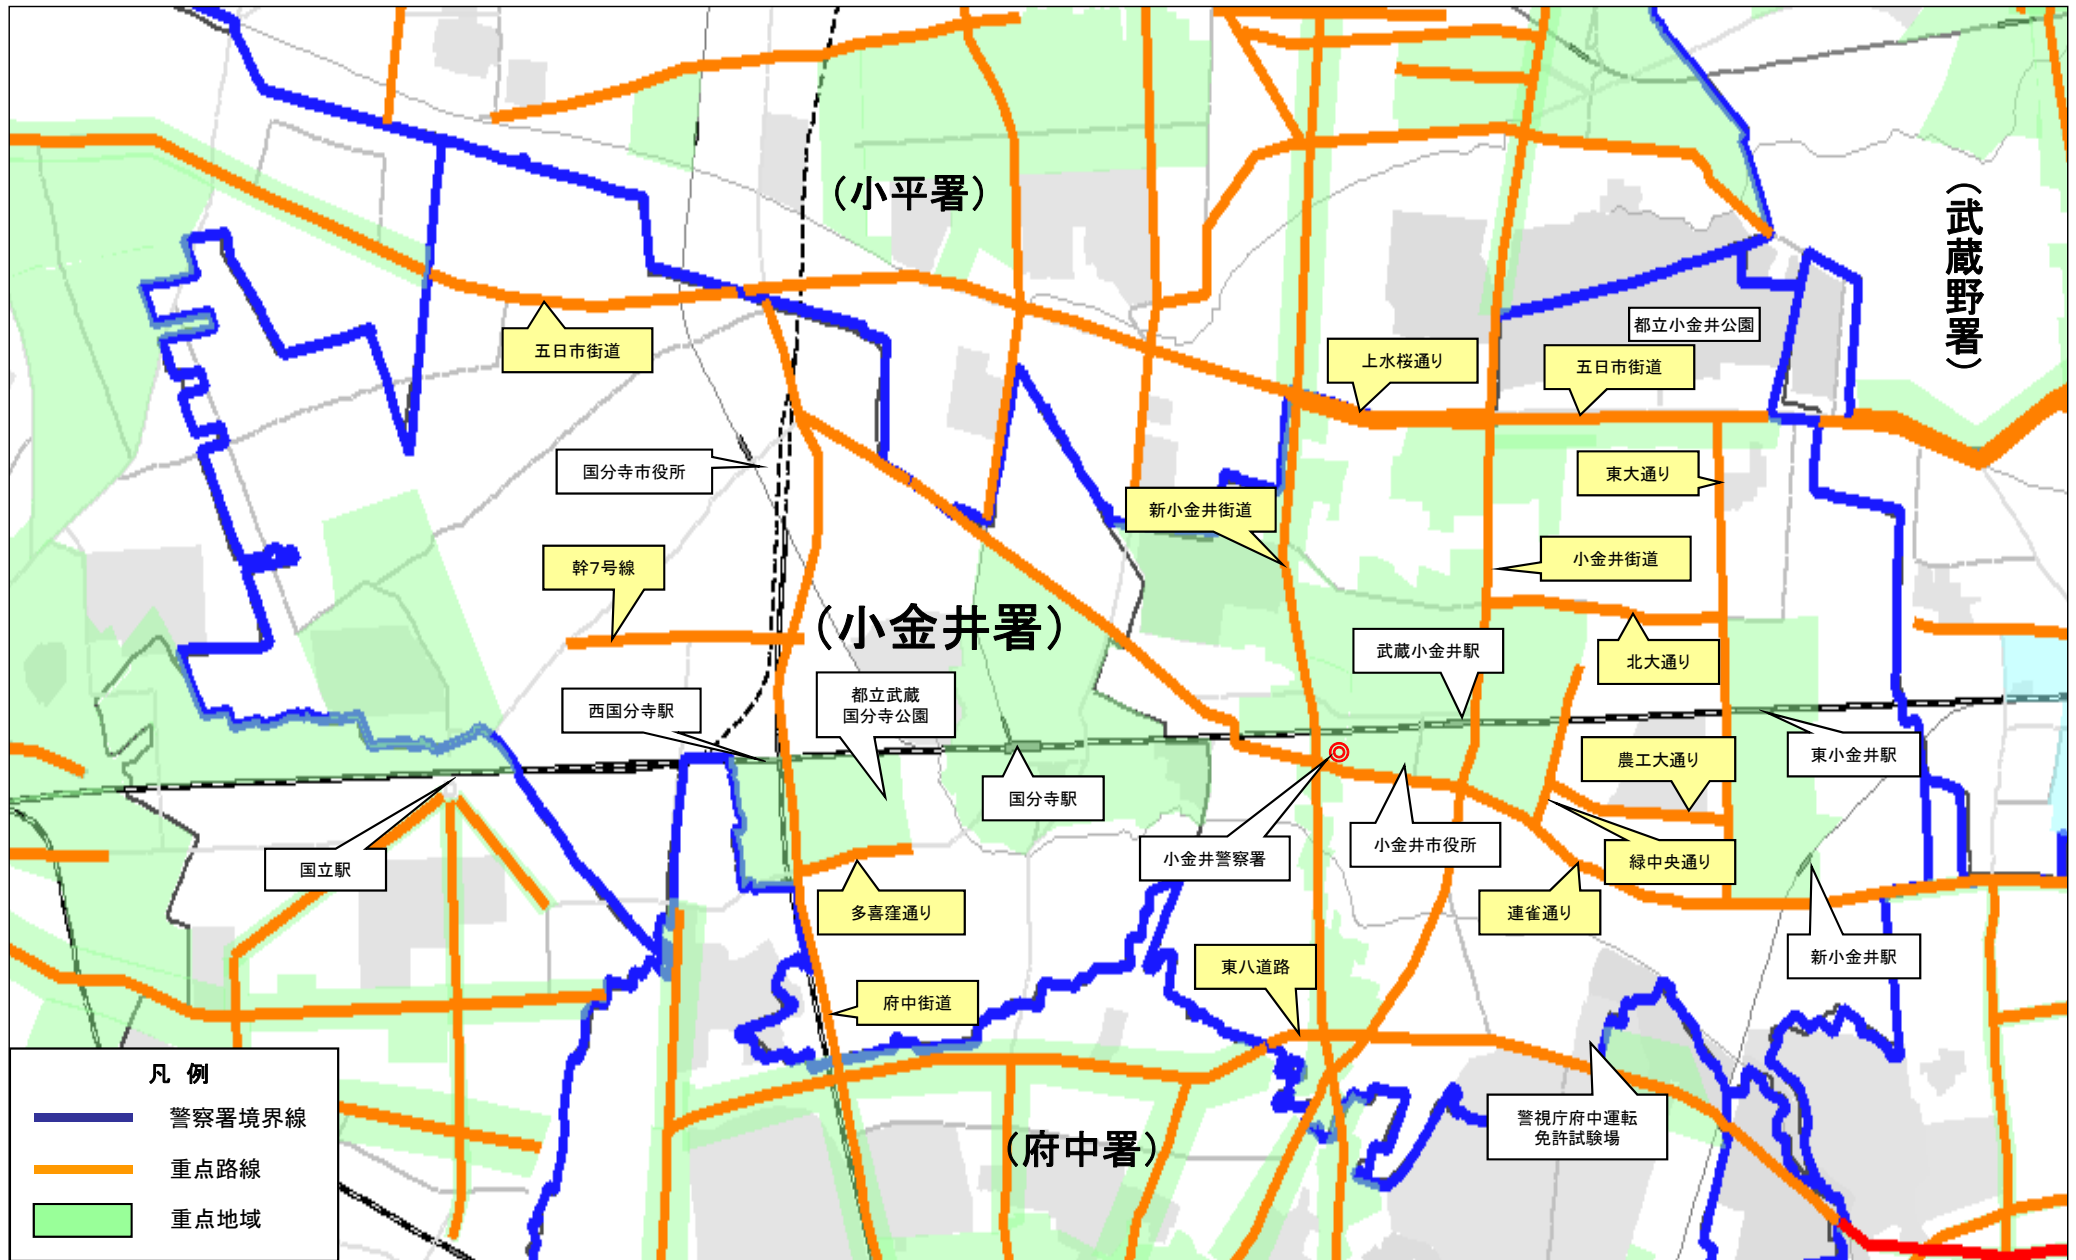 (小平署)
(武蔵野署)
都立小金井公園
上水桜通り
五日市街道
五日市街道
国分寺市役所
東大通り
新小金井街道
小金井街道
幹7号線
(小金井署)
武蔵小金井駅
北大通り
西国分寺駅
都立武蔵
国分寺公園
東小金井駅
農工大通り
国分寺駅
小金井市役所
小金井警察署
緑中央通り
国立駅
多喜窪通り
連雀通り
新小金井駅
東八道路
府中街道
(府中署)
警視庁府中運転
免許試験場
凡 例
警察署境界線
重点路線
重点地域